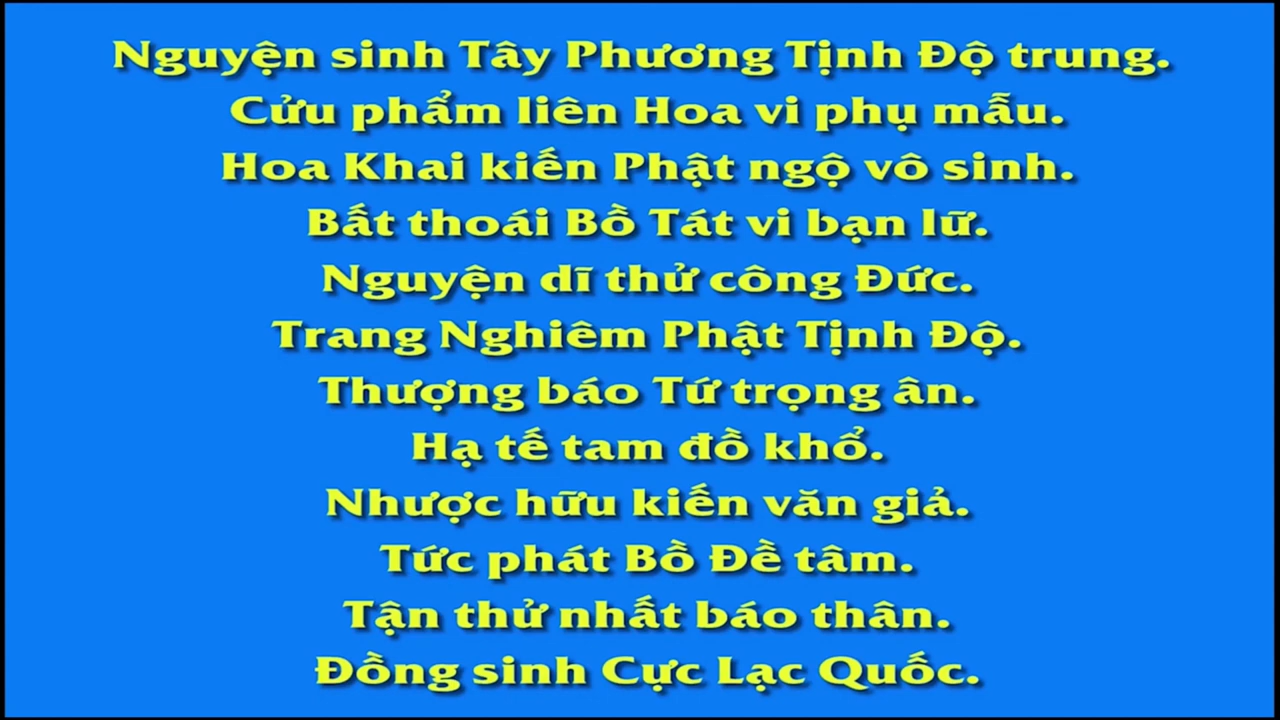 Nguyện sinh Tây Phương Tịnh Độ trung.
Cửu phẩm liên Hoa vi phụ mẫu.
Hoa Khai kiến Phật ngộ vô sinh.
Bất thoái Bồ Tát vi bạn lữ.
Nguyện dĩ thử công Đức.
Trang Nghiêm Phật Tịnh Độ.
Thượng báo Tứ trọng ân.
Hạ tế tam đồ khổ.
Nhược hữu kiến văn giả.
Tức phát Bồ Đề tâm.
Tận thử nhất báo thân.
Đồng sinh Cực Lạc Quốc.